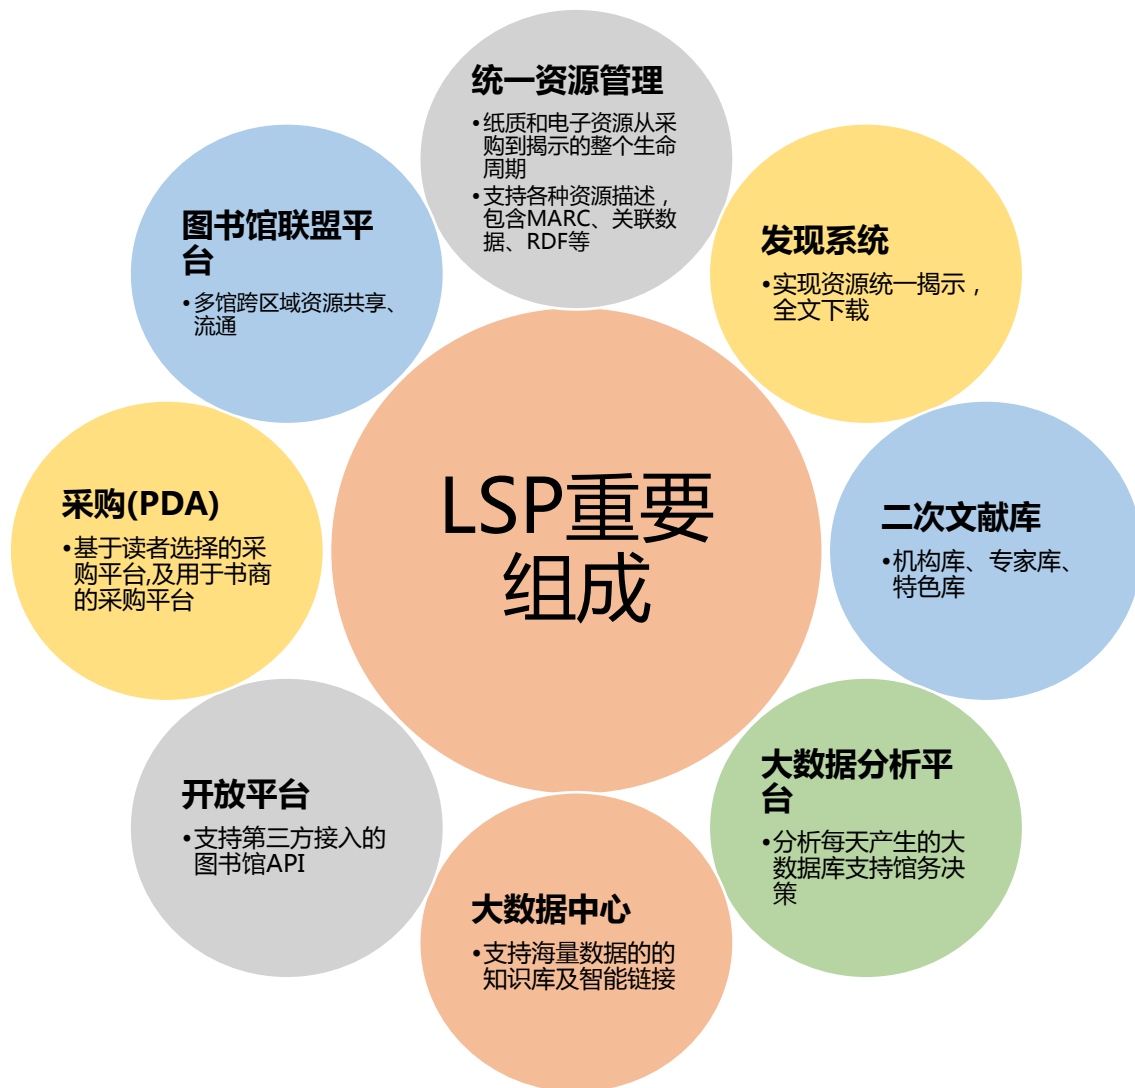 统一资源管理
•纸质和电子资源从采
购到揭示的整个生命
周期
•支持各种资源描述，
包含MARC、关联数
据、RDF等
发现系统
•实现资源统一揭示，
全文下载
二次文献库
•机构库、专家库、
特色库
大数据分析平
台
•分析每天产生的大
数据库支持馆务决
策
大数据中心
•支持海量数据的的
知识库及智能链接
开放平台
•支持第三方接入的
图书馆API
采购(PDA)
•基于读者选择的采
购平台,及用于书商
的采购平台
图书馆联盟平
台
•多馆跨区域资源共享、
流通
LSP重要
组成